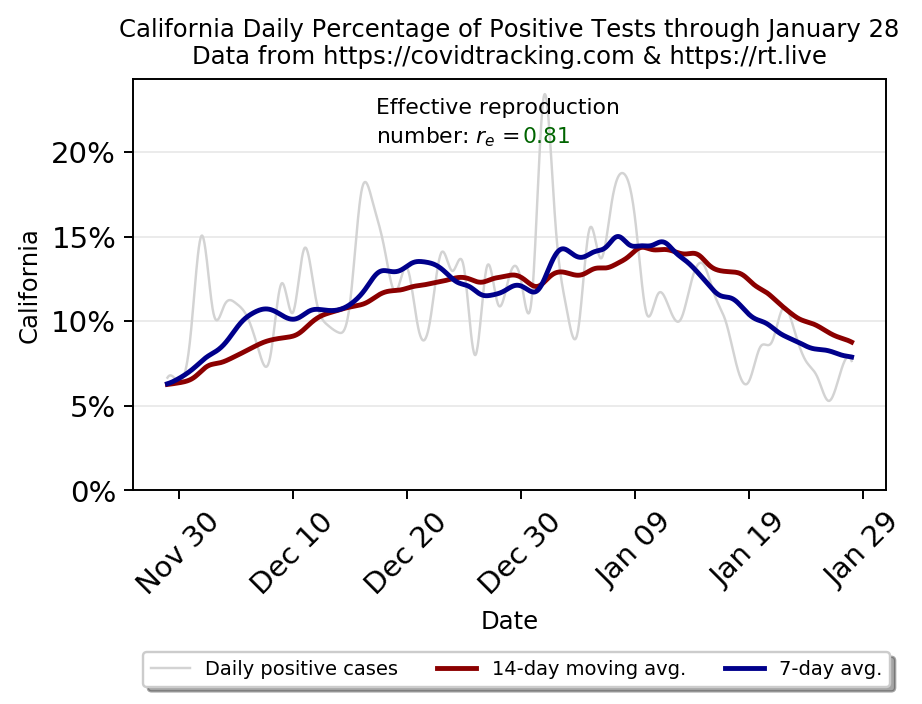 California Daily Percentage of Positive Tests through January 28
Data from https://covidtracking.com & https://rt.live
Effective reproduction
number: rₑ =0.81
20%
15%
10%
5%
0%
California
Nov 30
Dec 10
Dec 20
Dec 30
Jan 09
Jan 19
Jan 29
Date
Daily positive cases
14-day moving avg.
7-day avg.